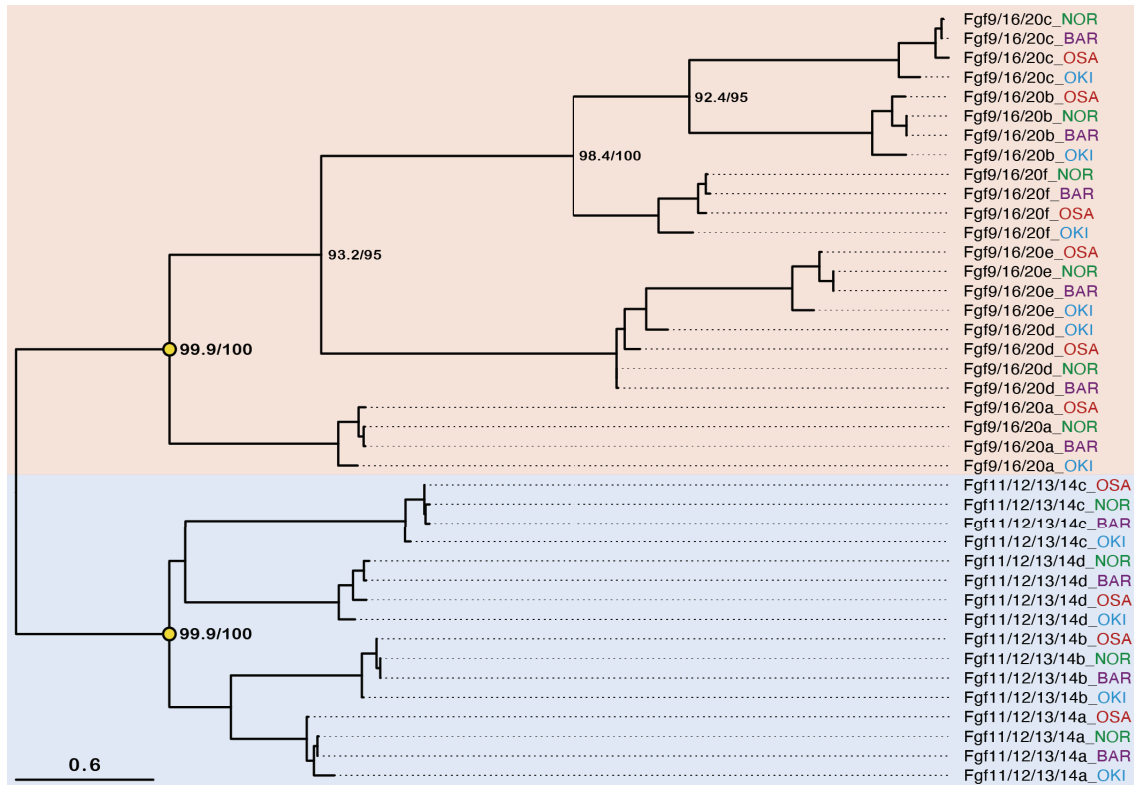 Fgf9/16/20c_NOR
Fgf9/16/20c_BAR
Fgf9/16/20c_OSA
Fgf9/16/20c_OKI
92.4/95
Fgf9/16/20b_OSA
Fgf9/16/20b_NOR
Fgf9/16/20b_BAR
98.4/100
Fgf9/16/20b_OKI
Fgf9/16/20f_NOR
Fgf9/16/20f_BAR
Fgf9/16/20f_OSA
Fgf9/16/20f_OKI
93.2/95
Fgf9/16/20e_OSA
Fgf9/16/20e_NOR
Fgf9/16/20e_BAR
Fgf9/16/20e_OKI
Fgf9/16/20d_OKI
99.9/100
Fgf9/16/20d_OSA
Fgf9/16/20d_NOR
Fgf9/16/20d_BAR
Fgf9/16/20a_OSA
Fgf9/16/20a_NOR
Fgf9/16/20a_BAR
Fgf9/16/20a_OKI
Fgf11/12/13/14c_OSA
Fgf11/12/13/14c_NOR
Fgf11/12/13/14c_BAR
Fgf11/12/13/14c_OKI
Fgf11/12/13/14d_NOR
Fgf11/12/13/14d_BAR
Fgf11/12/13/14d_OSA
Fgf11/12/13/14d_OKI
99.9/100
Fgf11/12/13/14b_OSA
Fgf11/12/13/14b_NOR
Fgf11/12/13/14b_BAR
Fgf11/12/13/14b_OKI
Fgf11/12/13/14a_OSA
Fgf11/12/13/14a_NOR
Fgf11/12/13/14a_BAR
0.6
Fgf11/12/13/14a_OKI